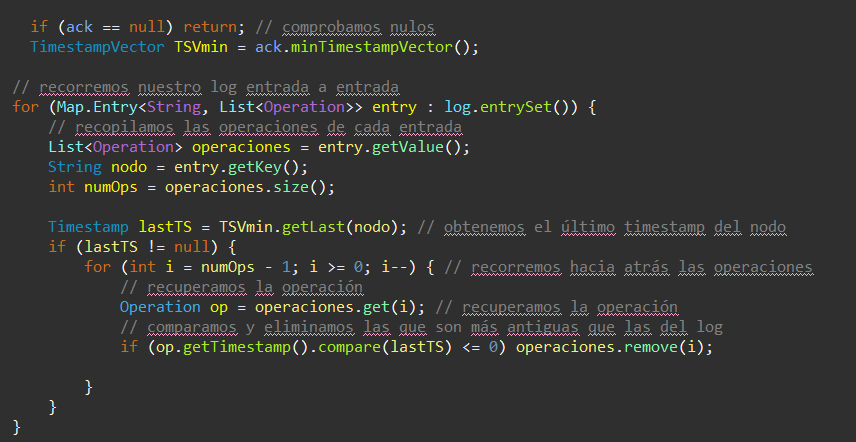 if (ack == null) return; // comprobamos nulos
TimestampVector TSVmin = ack.minTimestampVector();
// recorremos nuestro log entrada a entrada
for (Map.Entry<String, List<Operation>> entry : log.entrySet()) {
// recopilamos las operaciones de cada entrada
List<Operation> operaciones = entry.getValue();
String nodo = entry.getKey();
int numOps = operaciones.size();
Timestamp lastTS = TSVmin.getLast(nodo); // obtenemos el último timestamp del nodo
if (lastTS != null) {
for (int i = numOps - 1; i >= 0; i--) { // recorremos hacia atrás las operaciones
// recuperamos la operación
Operation op = operaciones.get(i); // recuperamos la operación
// comparamos y eliminamos las que son más antiguas que las del log
if (op.getTimestamp().compare(lastTS) <= 0) operaciones.remove(i);
}
}
}